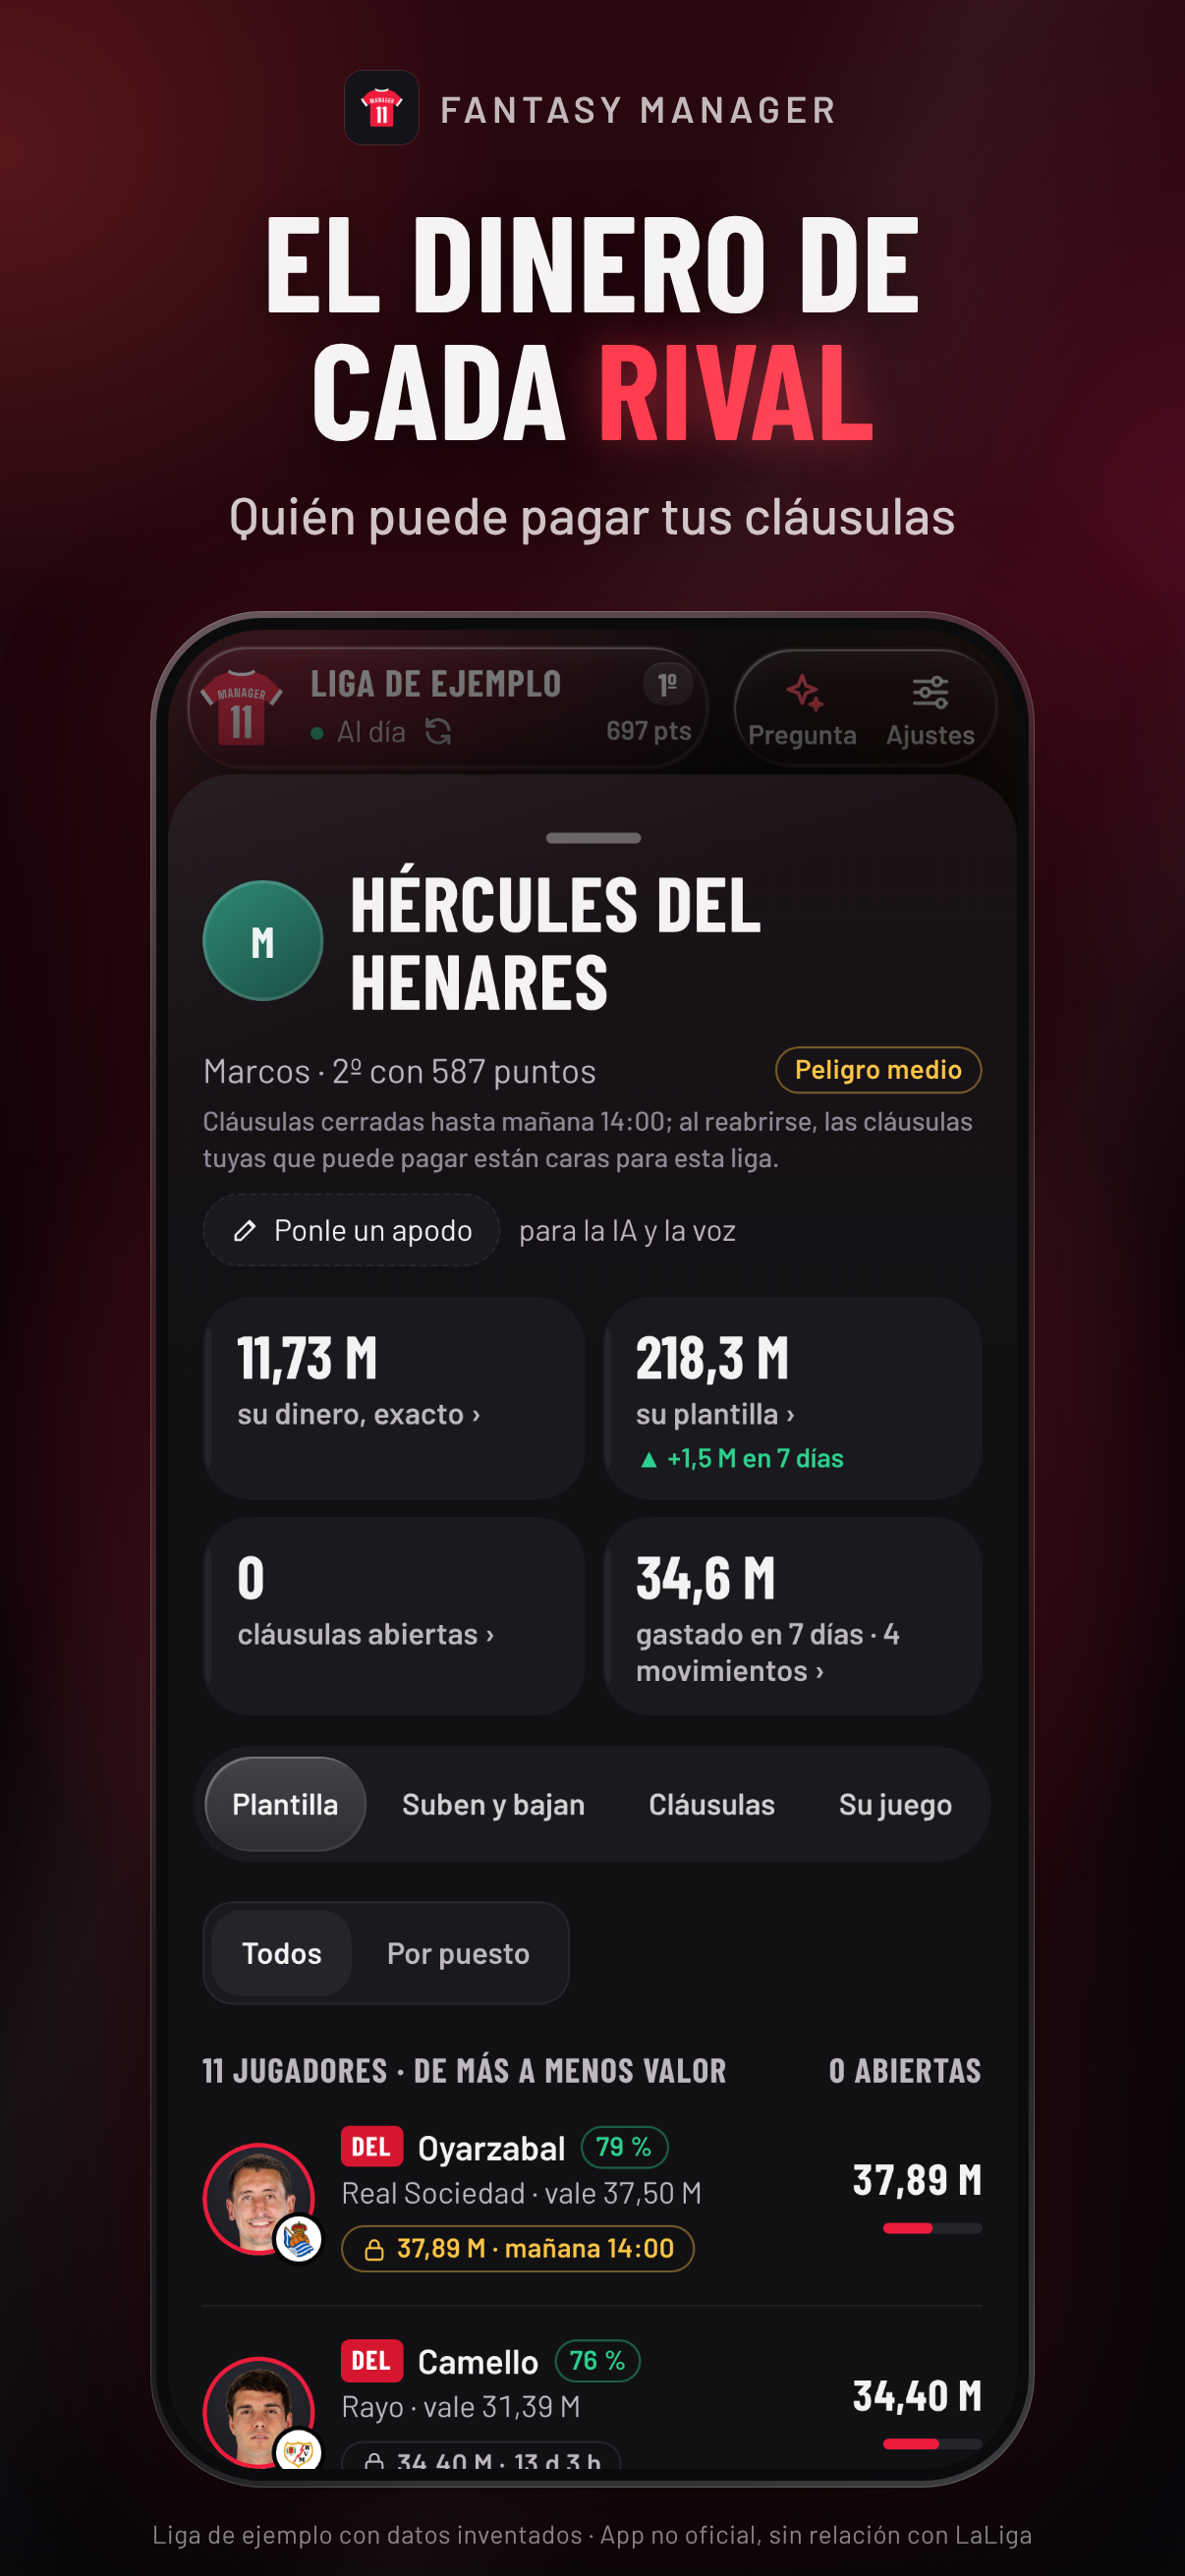 MANAGER
11
FANTASY MANAGER
EL DINERO DE
CADA RIVAL
Quién puede pagar tus cláusulas
MANAGER
11
LIGA DE EJEMPLO
1º
Al día
697 pts
Pregunta
Ajustes
M
HÉRCULES DEL
HENARES
Marcos · 2º con 587 puntos
Peligro medio
Cláusulas cerradas hasta mañana 14:00; al reabrirse, las cláusulas
tuyas que puede pagar están caras para esta liga.
Ponle un apodo
para la IA y la voz
11,73 M
su dinero, exacto ›
218,3 M
su plantilla ›
▲ +1,5 M en 7 días
0
cláusulas abiertas ›
34,6 M
gastado en 7 días · 4
movimientos ›
Plantilla
Suben y bajan
Cláusulas
Su juego
Todos
Por puesto
11 JUGADORES · DE MÁS A MENOS VALOR
0 ABIERTAS
DEL Oyarzabal 79 %
Real Sociedad · vale 37,50 M
37,89 M · mañana 14:00
37,89 M
DEL Camello 76 %
Rayo · vale 31,39 M
34,40 M · 13 d 3 h
34,40 M
Liga de ejemplo con datos inventados · App no oficial, sin relación con LaLiga